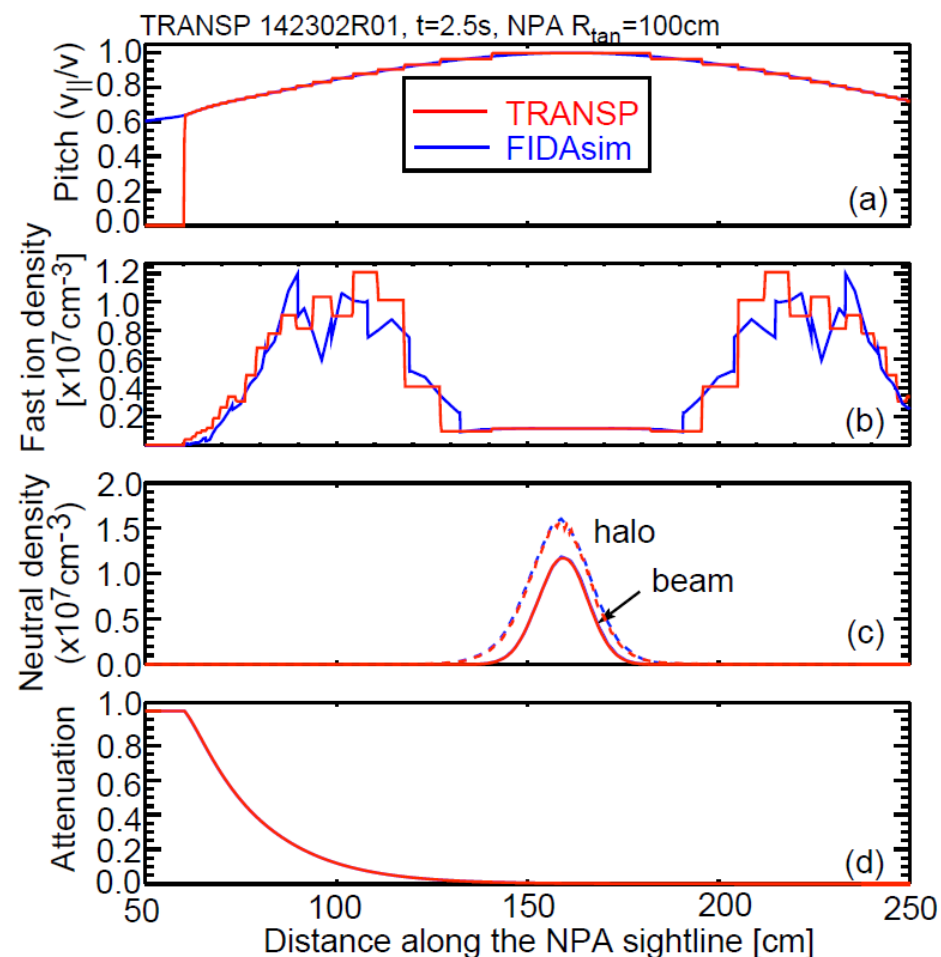 TRANSP 142302R01, t=2.5s, NPA R_tan=100cm
Pitch (v_||/v)
1.0
0.8
0.6
0.4
0.2
0.0
TRANSP
FIDAsim
(a)
Fast ion density
[x10^7cm^-3]
1.2
1.0
0.8
0.6
0.4
0.2
(b)
Neutral density
(x10^7cm^-3)
2.0
1.5
1.0
0.5
0.0
halo
beam
(c)
Attenuation
1.0
0.8
0.6
0.4
0.2
0.0
(d)
50 100 150 200 250
Distance along the NPA sightline [cm]